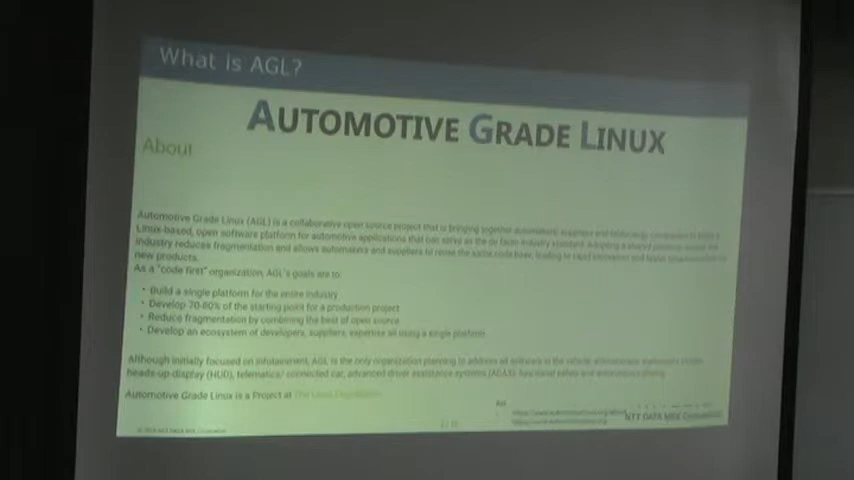 What is AGL?
AUTOMOTIVE GRADE LINUX
About
Automotive Grade Linux (AGL) is a collaborative open source project that is bringing together automakers, suppliers and technology companies to build a
Linux-based, open software platform for automotive applications that can serve as the de facto industry standard. Adopting a shared platform across the
industry reduces fragmentation and allows automakers and suppliers to reuse the same code base, leading to rapid innovation and faster time-to-market for
new products.
As a "code first" organization, AGL's goals are to:
• Build a single platform for the entire industry
• Develop 70-80% of the starting point for a production project
• Reduce fragmentation by combining the best of open source
• Develop an ecosystem of developers, suppliers, expertise all using a single platform
Although initially focused on Infotainment, AGL is the only organization planning to address all software in the vehicle:
heads-up-display (HUD), telematics/ connected car, advanced driver assistance systems (ADAS), functional safety and autonomous driving.
Automotive Grade Linux is a Project at The Linux Foundation
NTT DATA MSE Corporation